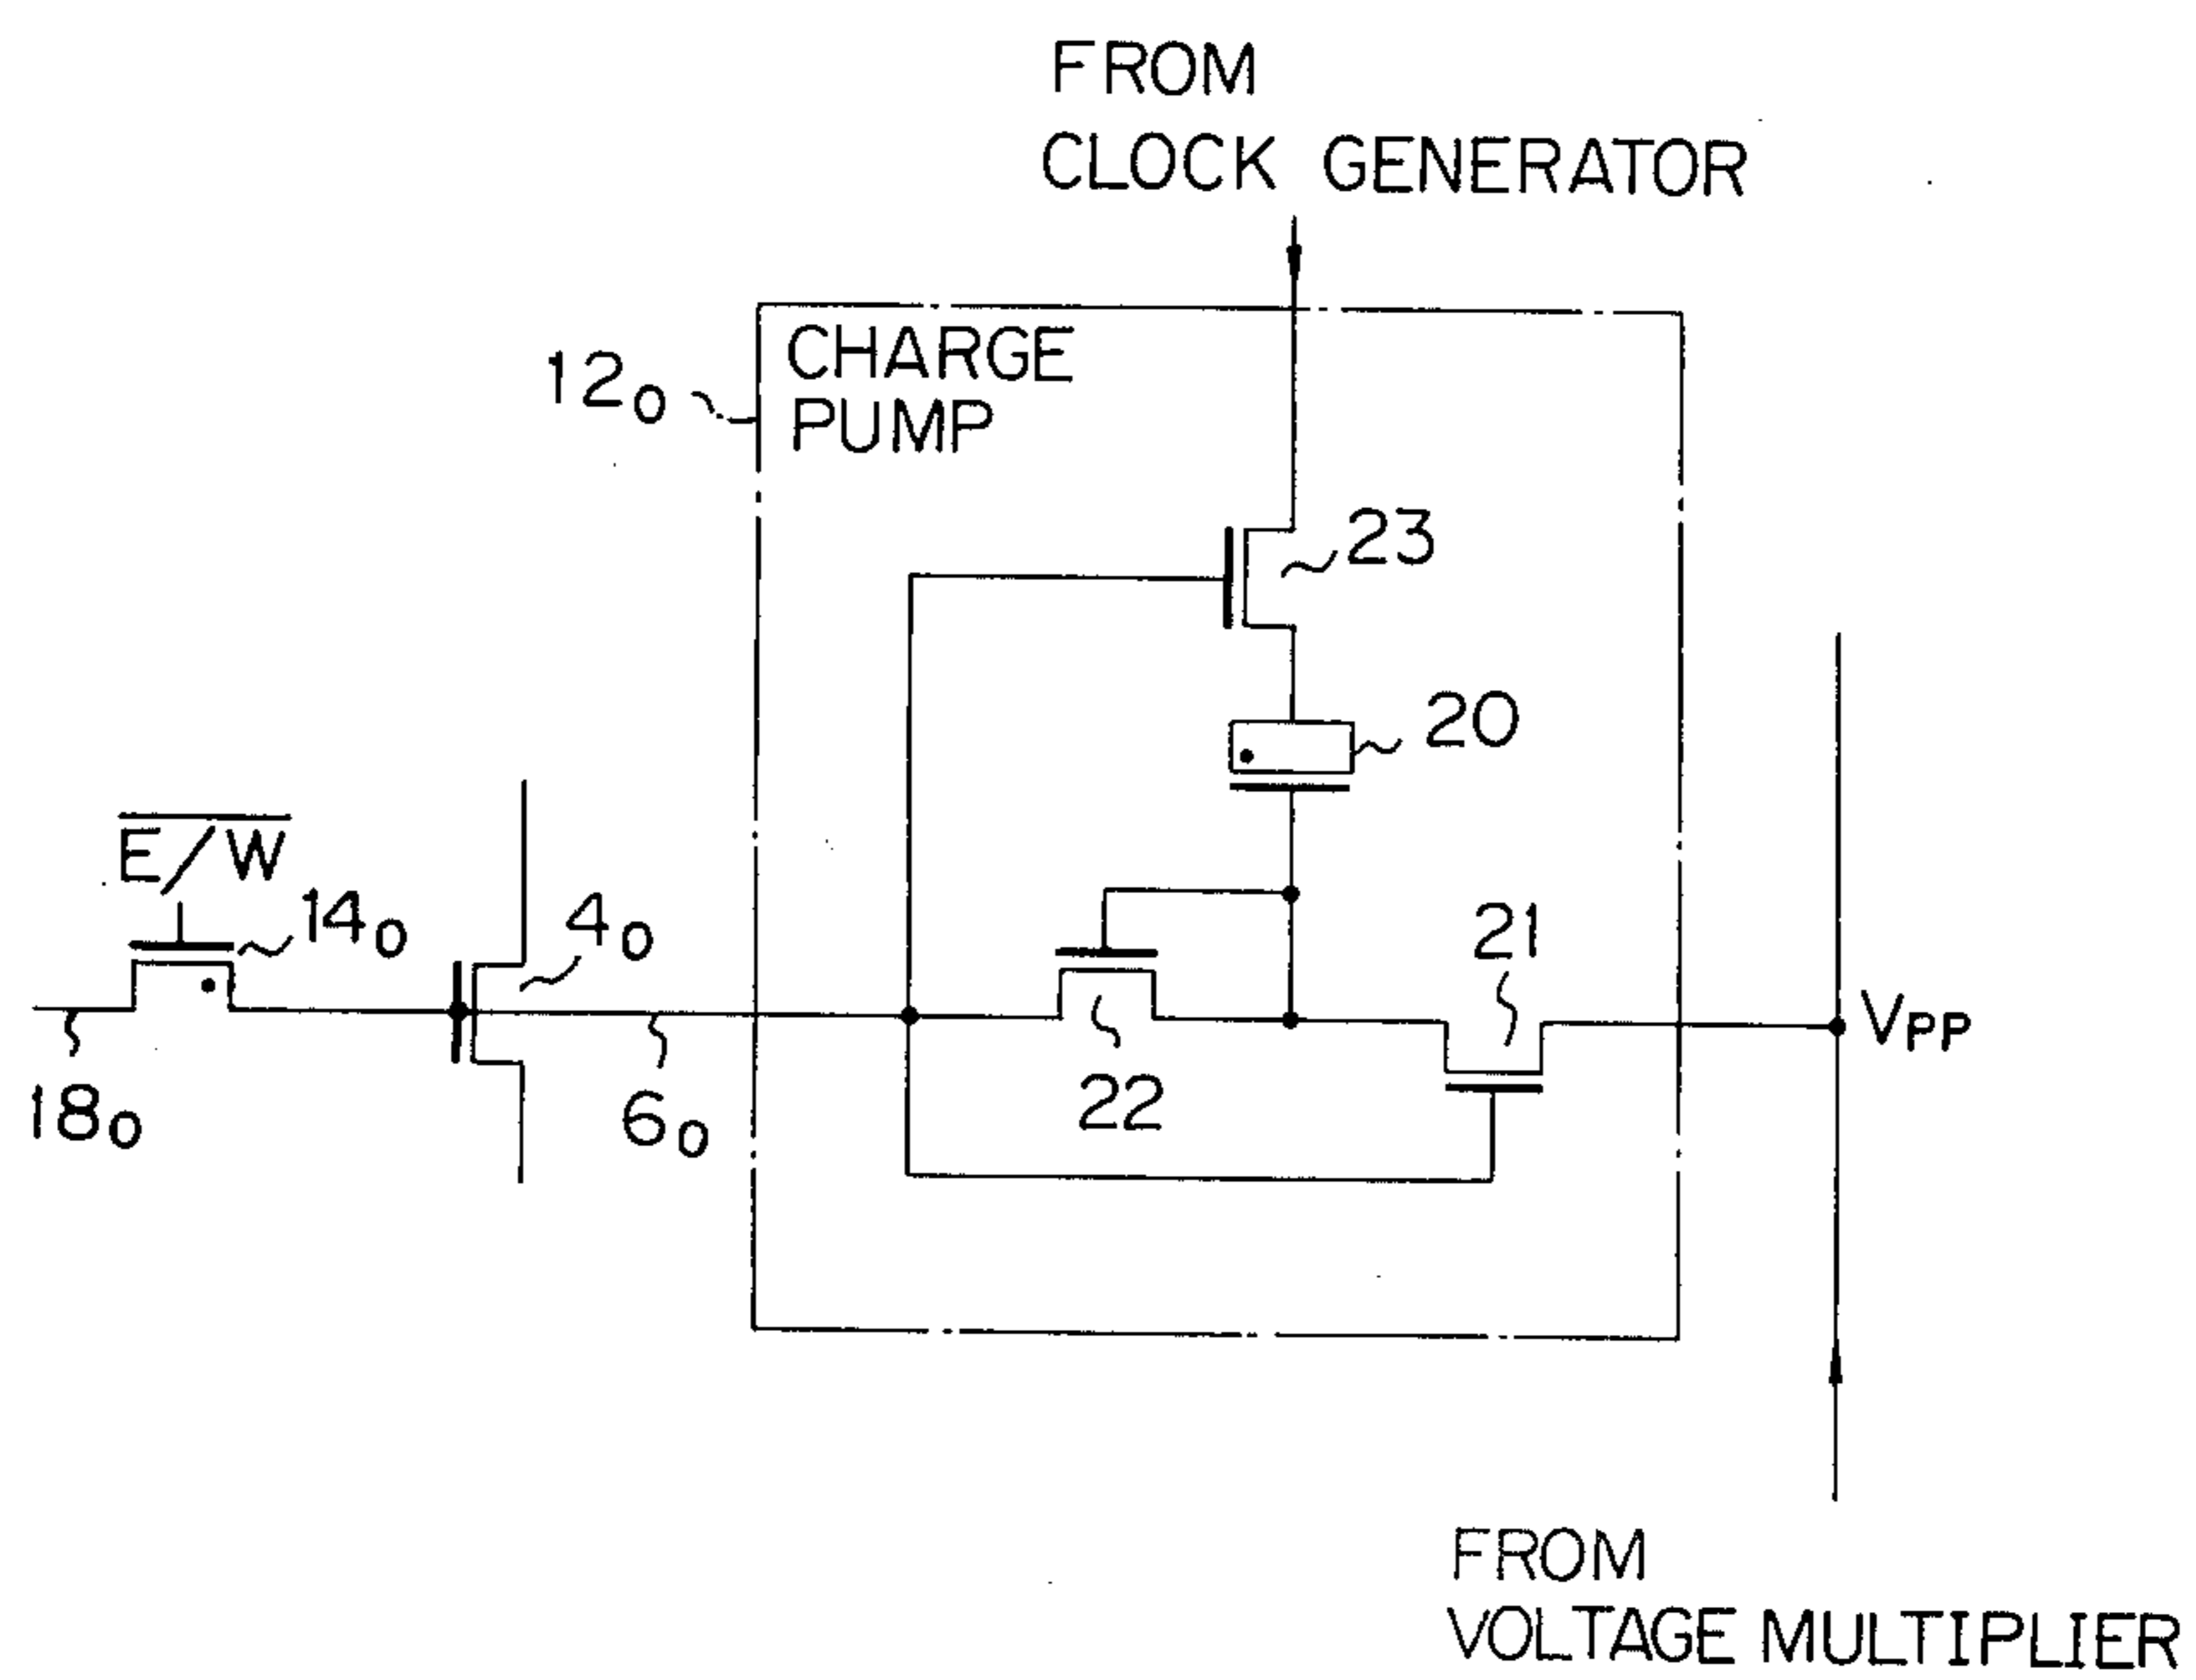 FROM
CLOCK GENERATOR
CHARGE
PUMP
12₀
23
20
E/W
14₀
4₀
21
V_PP
18₀
6₀
22
FROM
VOLTAGE MULTIPLIER